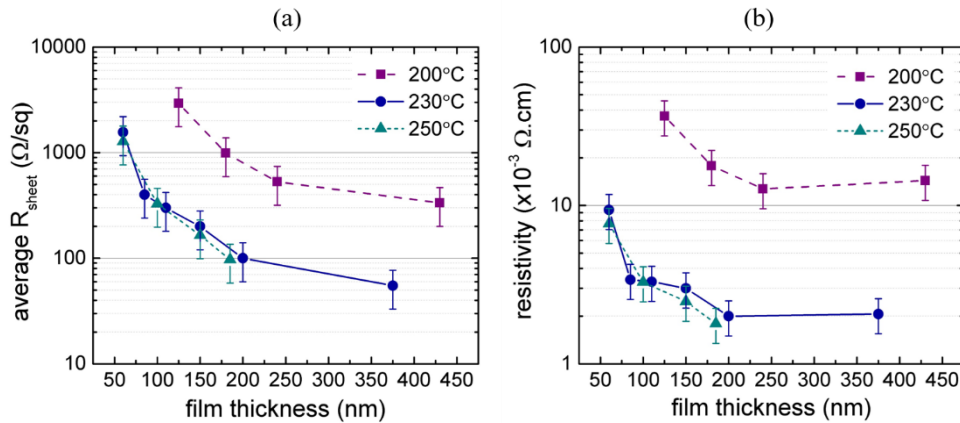 (a)
10000
1000
100
10
average R_sheet (Ω/sq)
200°C
230°C
250°C
50 100 150 200 250 300 350 400 450
film thickness (nm)
(b)
100
10
1
resistivity (x10⁻³ Ω.cm)
200°C
230°C
250°C
50 100 150 200 250 300 350 400 450
film thickness (nm)